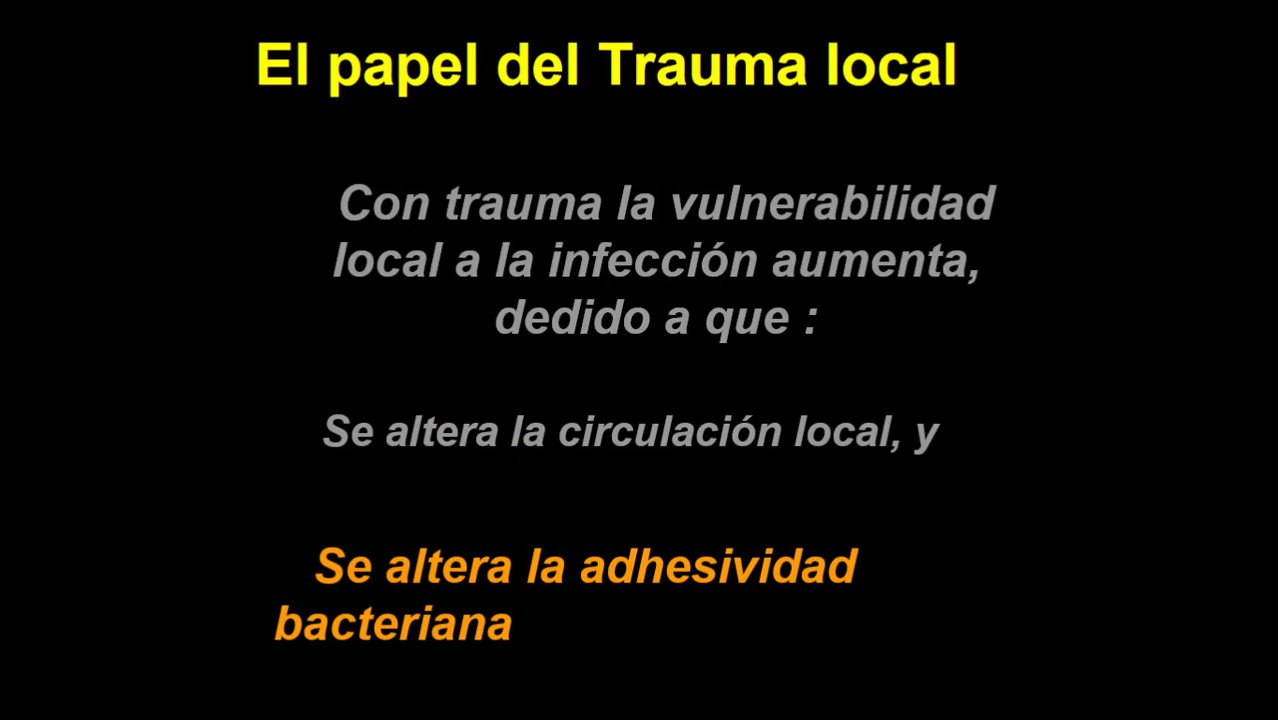 El papel del Trauma local
Con trauma la vulnerabilidad
local a la infección aumenta,
dedido a que :
Se altera la circulación local, y
Se altera la adhesividad
bacteriana